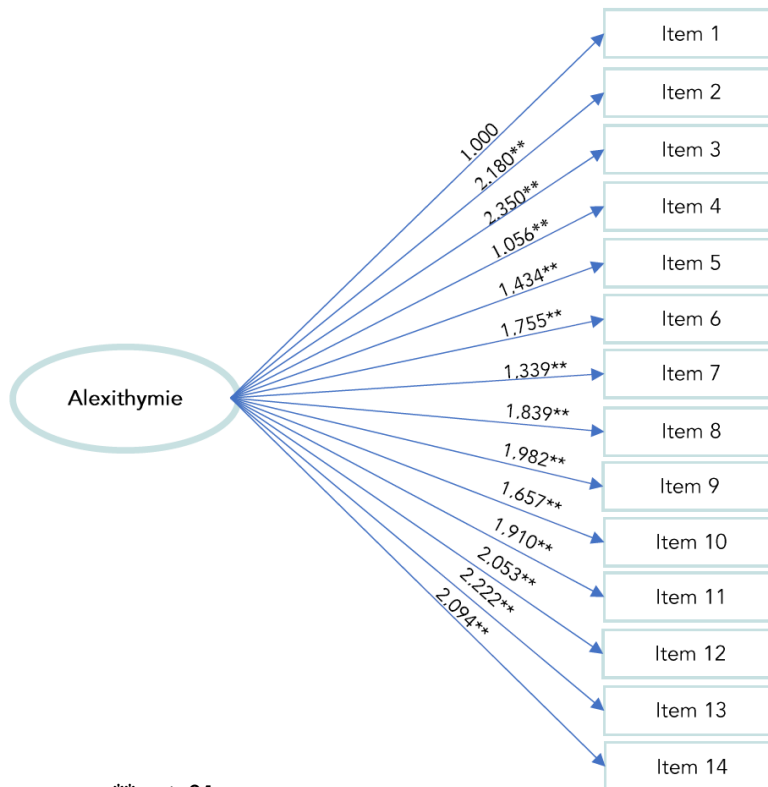 Item 1
Item 2
Item 3
Item 4
Item 5
Item 6
Item 7
Item 8
Item 9
Item 10
Item 11
Item 12
Item 13
Item 14
1.000
2.180**
2.350**
1.056**
1.434**
1.755**
1.339**
1.839**
1.982**
1.657**
1.910**
2.053**
2.222**
2.094**
Alexithymie